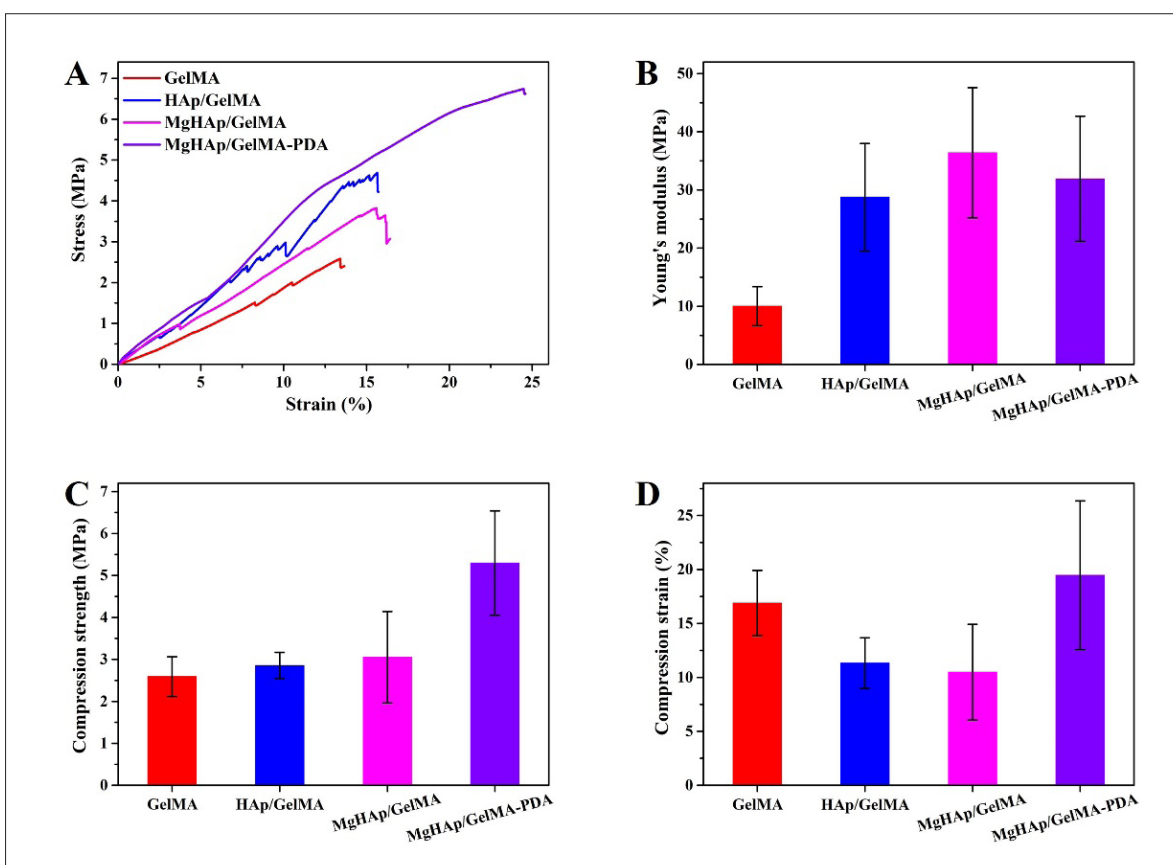 A
GelMA
HAp/GelMA
MgHAp/GelMA
MgHAp/GelMA-PDA
7
6
5
4
3
2
1
0
Stress (MPa)
0 5 10 15 20 25
Strain (%)
B
50
40
30
20
10
0
Young's modulus (MPa)
GelMA HAp/GelMA MgHAp/GelMA MgHAp/GelMA-PDA
C
7
6
5
4
3
2
1
0
Compression strength (MPa)
GelMA HAp/GelMA MgHAp/GelMA MgHAp/GelMA-PDA
D
25
20
15
10
5
0
Compression strain (%)
GelMA HAp/GelMA MgHAp/GelMA MgHAp/GelMA-PDA